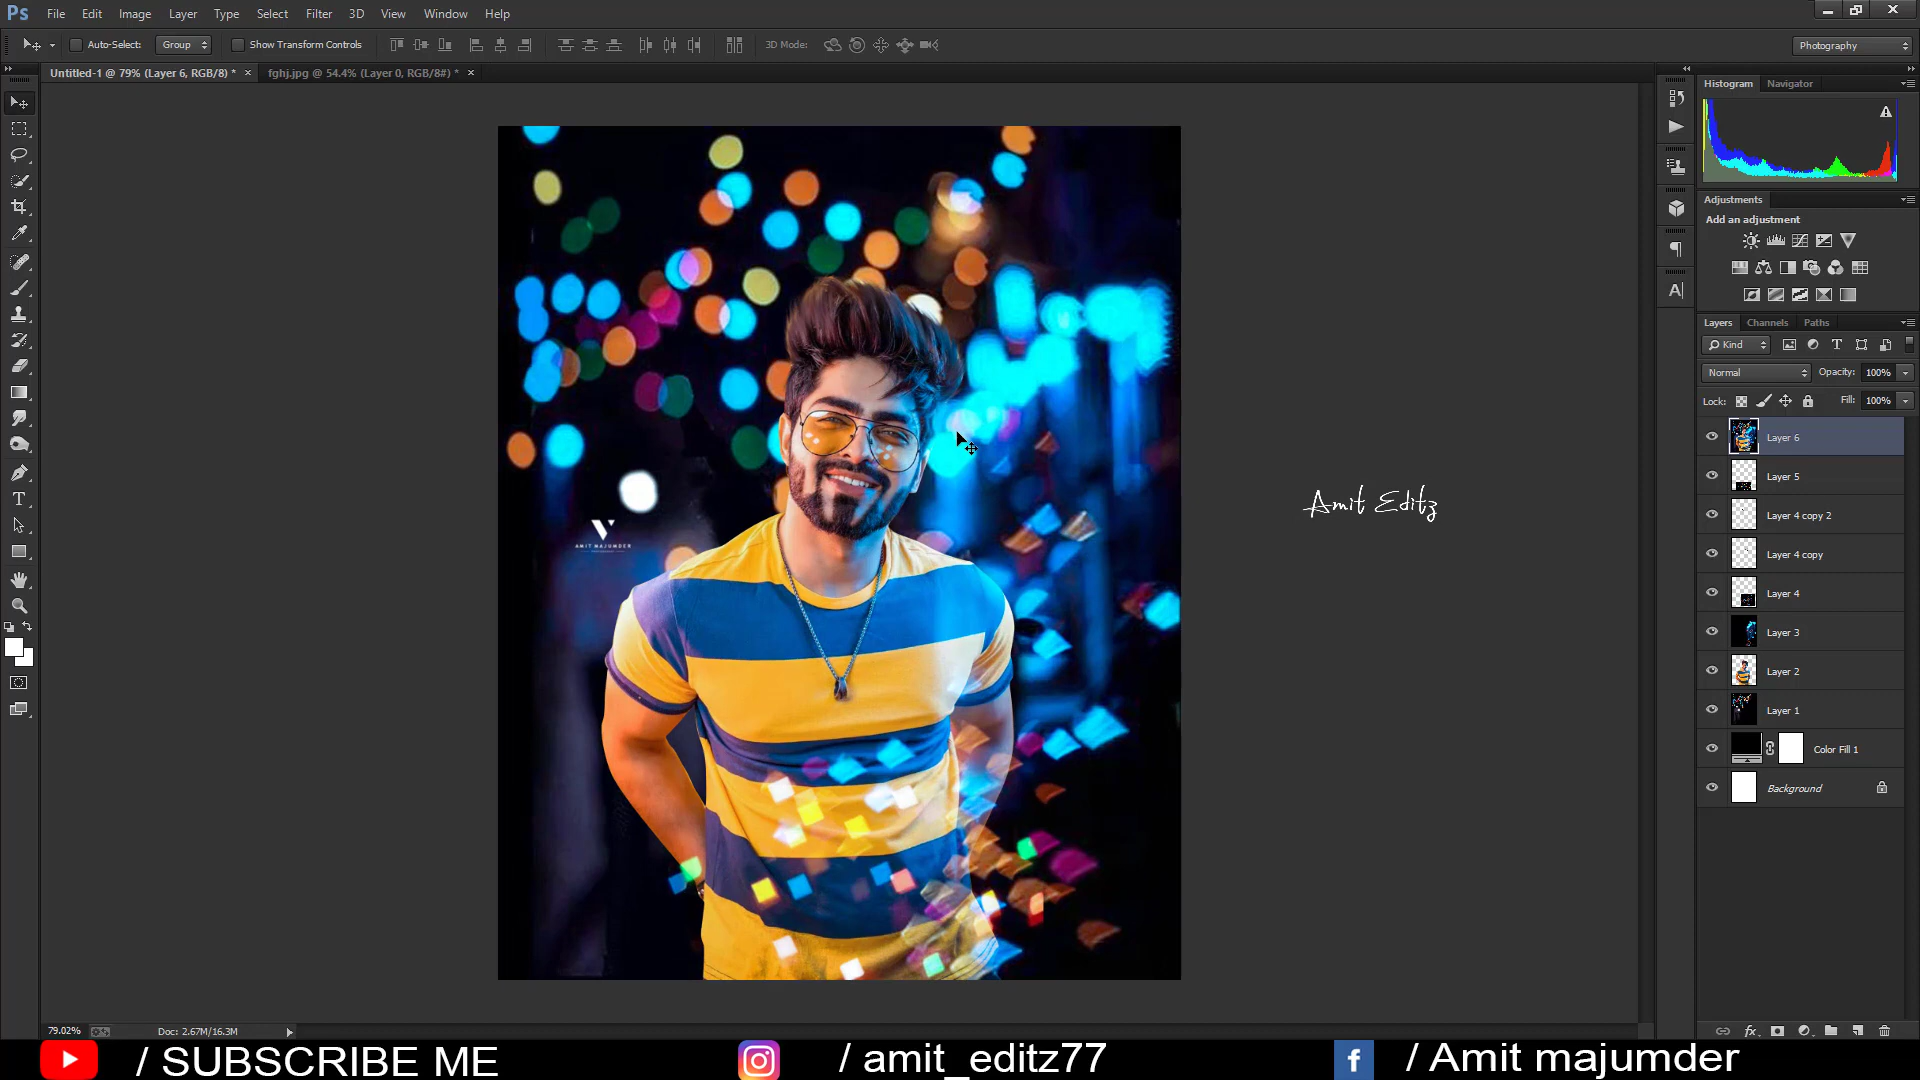 Ps File Edit Image Layer Type Select Filter 3D View Window Help
Auto-Select: Group Show Transform Controls 3D Mode: Photography
Untitled-1 @ 79% (Layer 6, RGB/8) * × fghj.jpg @ 54.4% (Layer 0, RGB/8#) * ×
Histogram Navigator
Adjustments
Add an adjustment
Layers Channels Paths
Kind
Normal Opacity: 100%
Lock: Fill: 100%
Layer 6
Layer 5
Layer 4 copy 2
Layer 4 copy
Layer 4
Layer 3
Layer 2
Layer 1
Color Fill 1
Background
Amit Editz
AMIT MAJUMDER
79.02% Doc: 2.67M/16.3M
/ SUBSCRIBE ME / amit_editz77 / Amit majumder